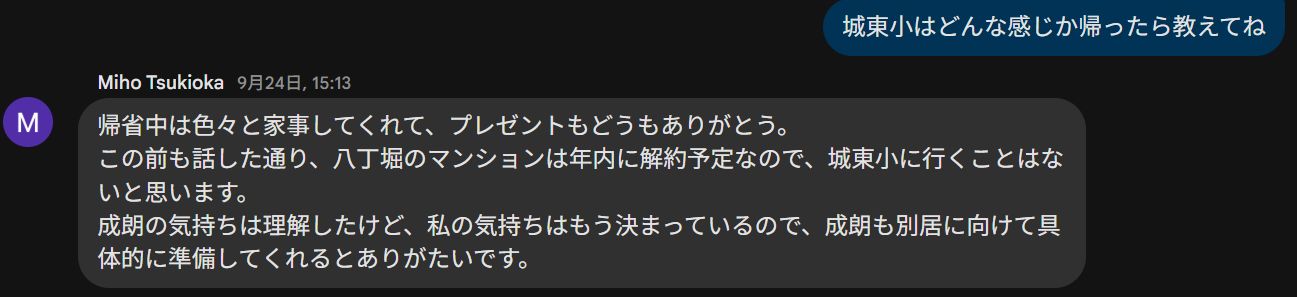 城東小はどんな感じか帰ったら教えてね
Miho Tsukioka 9月24日, 15:13
M
帰省中は色々と家事してくれて、プレゼントもどうもありがとう。
この前も話した通り、八丁堀のマンションは年内に解約予定なので、城東小に行くことはな
いと思います。
成朗の気持ちは理解したけど、私の気持ちはもう決まっているので、成朗も別居に向けて具
体的に準備してくれるとありがたいです。